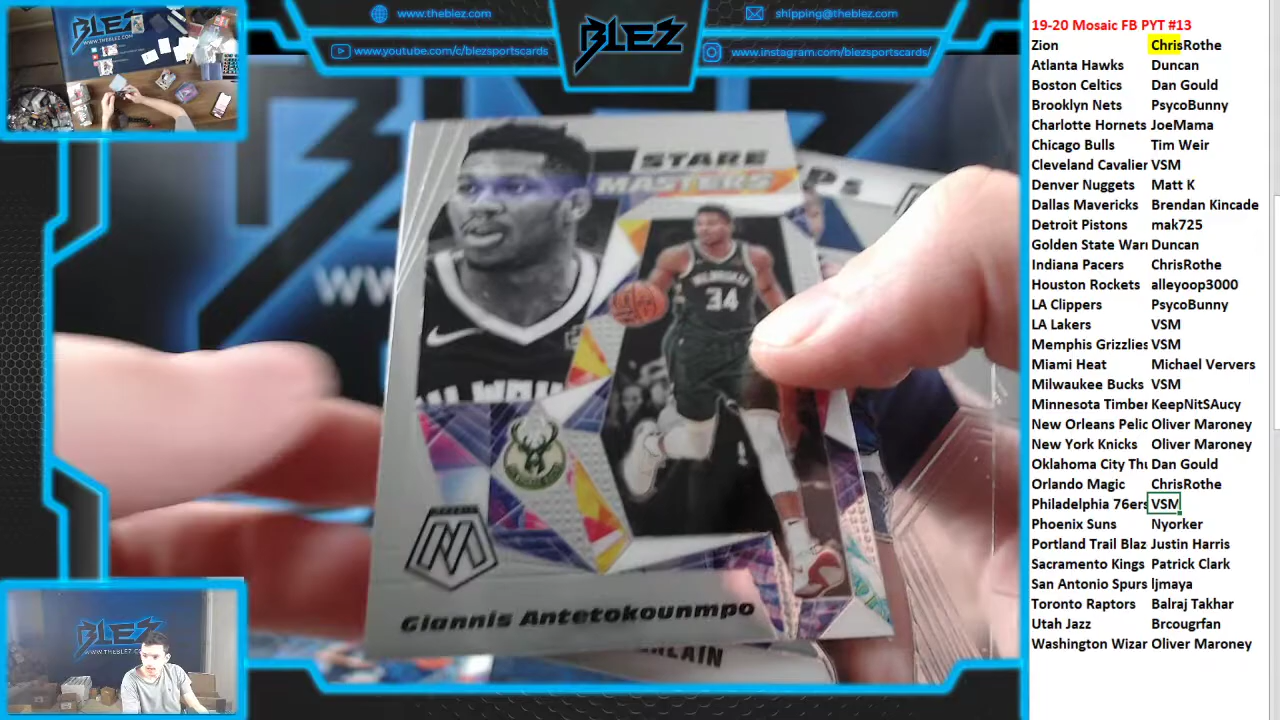 www.theblez.com
shipping@theblez.com
BLEZ
www.youtube.com/c/blezsportscards
www.instagram.com/blezsportscards/
STARE
MASTERS
MILWAUKEE
34
Giannis Antetokounmpo
19-20 Mosaic FB PYT #13
Zion ChrisRothe
Atlanta Hawks Duncan
Boston Celtics Dan Gould
Brooklyn Nets PsycoBunny
Charlotte Hornets JoeMama
Chicago Bulls Tim Weir
Cleveland Cavalier VSM
Denver Nuggets Matt K
Dallas Mavericks Brendan Kincade
Detroit Pistons mak725
Golden State Warr Duncan
Indiana Pacers ChrisRothe
Houston Rockets alleyoop3000
LA Clippers PsycoBunny
LA Lakers VSM
Memphis Grizzlies VSM
Miami Heat Michael Ververs
Milwaukee Bucks VSM
Minnesota Timber KeepNitSAucy
New Orleans Pelic Oliver Maroney
New York Knicks Oliver Maroney
Oklahoma City Thu Dan Gould
Orlando Magic ChrisRothe
Philadelphia 76ers VSM
Phoenix Suns Nyorker
Portland Trail Blaz Justin Harris
Sacramento Kings Patrick Clark
San Antonio Spurs ljmaya
Toronto Raptors Balraj Takhar
Utah Jazz Brcougrfan
Washington Wizar Oliver Maroney
BLEZ
WWW.THEBLEZ.COM